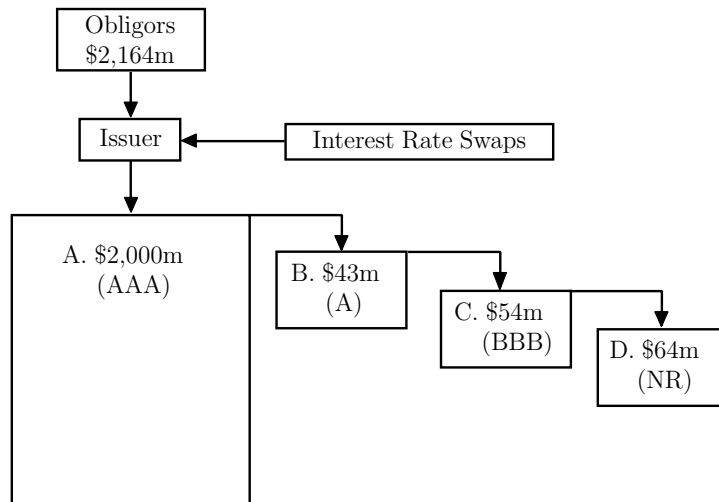 Obligors
$2,164m
Issuer
Interest Rate Swaps
A. $2,000m
(AAA)
B. $43m
(A)
C. $54m
(BBB)
D. $64m
(NR)